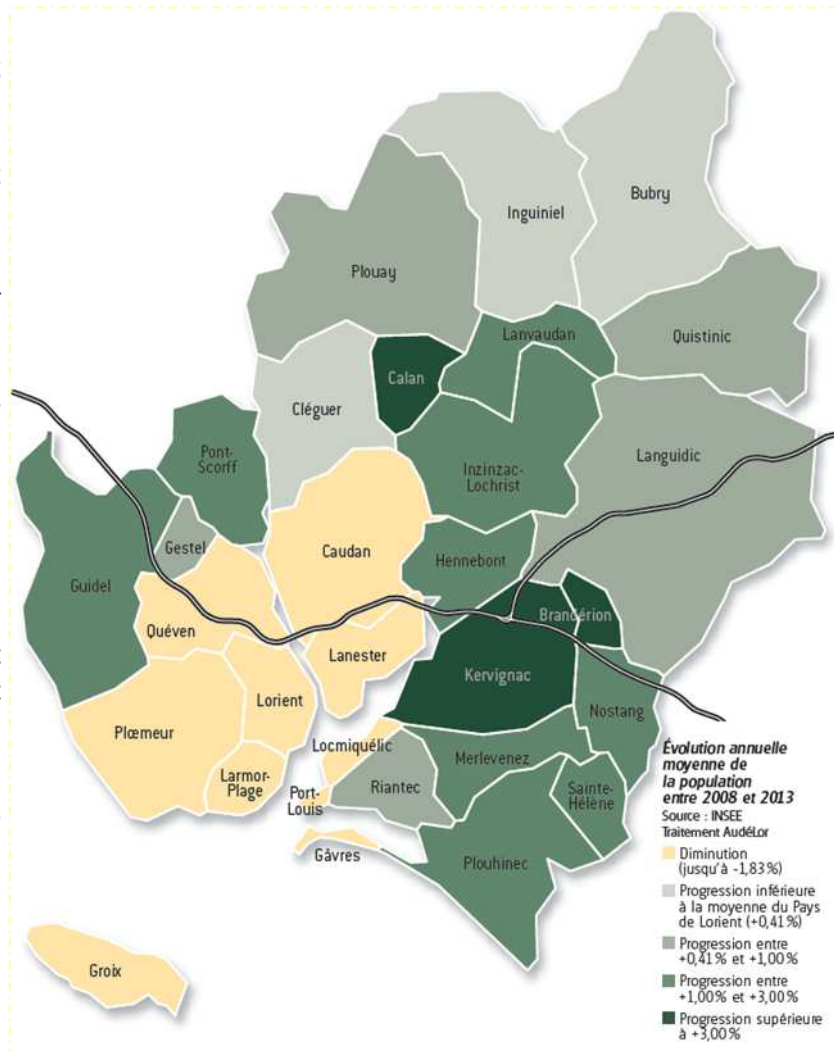 Bubry
Inguiniel
Plouay
Lanvaudan
Quistinic
Calan
Cléguer
Pont-
Scorff
Inzinzac-
Lochrist
Languidic
Gestel
Caudan
Hennebont
Guidel
Quéven
Brandérion
Lanester
Kervignac
Lorient
Nostang
Plœmeur
Locmiquélic
Merlevenez
Larmor-
Plage
Port-
Louis
Riantec
Sainte-
Hélène
Gâvres
Plouhinec
Groix
Évolution annuelle
moyenne de
la population
entre 2008 et 2013
Source : INSEE
Traitement AudéLor
Diminution
(jusqu'à -1,83%)
Progression inférieure
à la moyenne du Pays
de Lorient (+0,41%)
Progression entre
+0,41% et +1,00%
Progression entre
+1,00% et +3,00%
Progression supérieure
à +3,00%